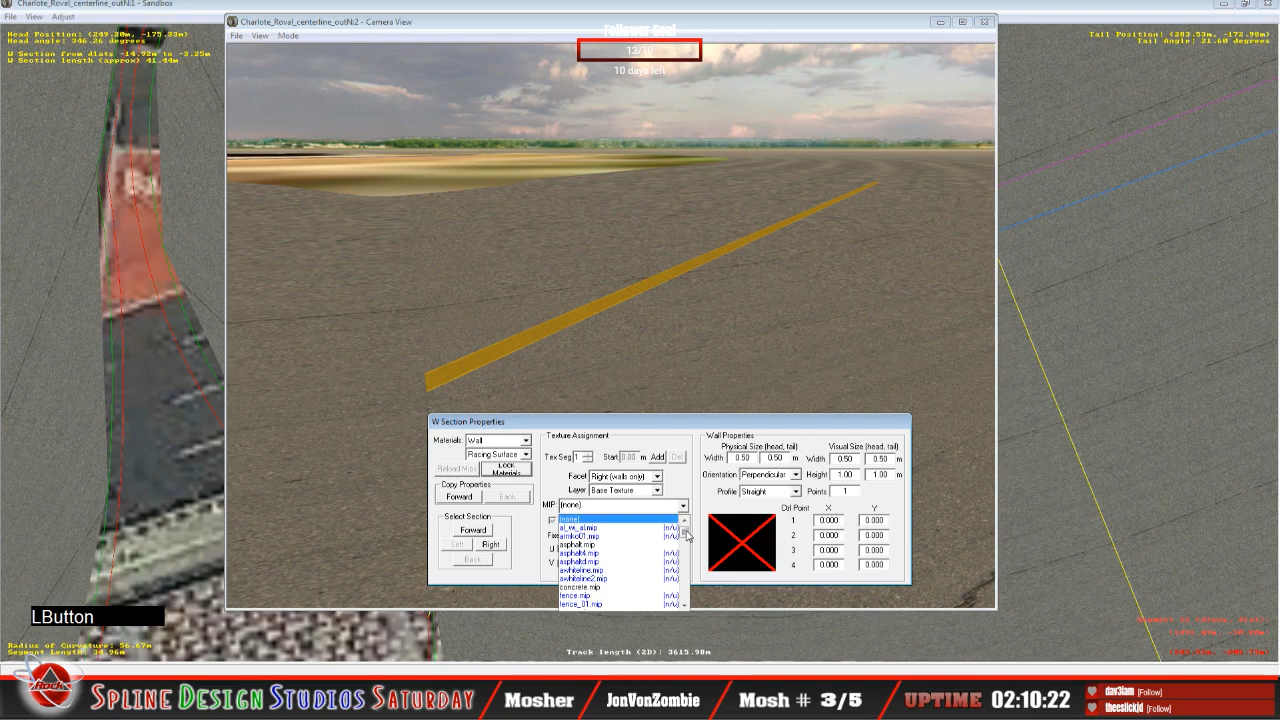 Charlote_Roval_centerline_outN:1 - Sandbox
File View Adjust
Head Position: (249.20m, -175.33m)
Head angle: 346.26 degrees
W Section from dlats -14.92m to -3.25m
W Section length (approx) 41.44m
Charlote_Roval_centerline_outN:2 - Camera View
File View Mode
Follower Goal
13/10
10 days left
Tail Position: (283.53m, -172.98m)
Tail Angle: 21.60 degrees
W Section Properties
Materials: Wall
Racing Surface
Reload Mips
LOCK Materials
Copy Properties
Forward Back
Select Section
Forward
Left Right
Back
Texture Assignment
Tex Seg 1 Start 0.00 m Add Del
Facet Right (walls only)
Layer Base Texture
MIP (none)
(none)
al_w_al.mip (n/u)
armko01.mip (n/u)
asphalt.mip
asphalt4.mip (n/u)
asphaltd.mip (n/u)
awhiteline.mip (n/u)
awhiteline2.mip (n/u)
concrete.mip
fence.mip (n/u)
fence_01.mip (n/u)
U
V
Wall Properties
Physical Size (head, tail) Visual Size (head, tail)
Width 0.50 0.50 m Width 0.50 0.50 m
Orientation Perpendicular Height 1.00 1.00 m
Profile Straight Points 1
Ctrl Point X Y
1 0.000 0.000
2 0.000 0.000
3 0.000 0.000
4 0.000 0.000
LButton
Radius of Curvature: 56.67m
Segment Length: 34.96m
Track length (2D): 3615.90m
ROCK
SPLINE DESIGN STUDIOS SATURDAY
Mosher
JonVonZombie
Mosh # 3/5
UPTIME 02:10:22
dav3iam [Follow]
theeslickjd [Follow]